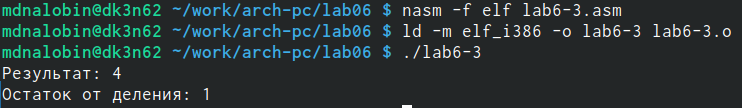 mdnalobin@dk3n62 ~/work/arch-pc/lab06 $ nasm -f elf lab6-3.asm
mdnalobin@dk3n62 ~/work/arch-pc/lab06 $ ld -m elf_i386 -o lab6-3 lab6-3.o
mdnalobin@dk3n62 ~/work/arch-pc/lab06 $ ./lab6-3
Результат: 4
Остаток от деления: 1